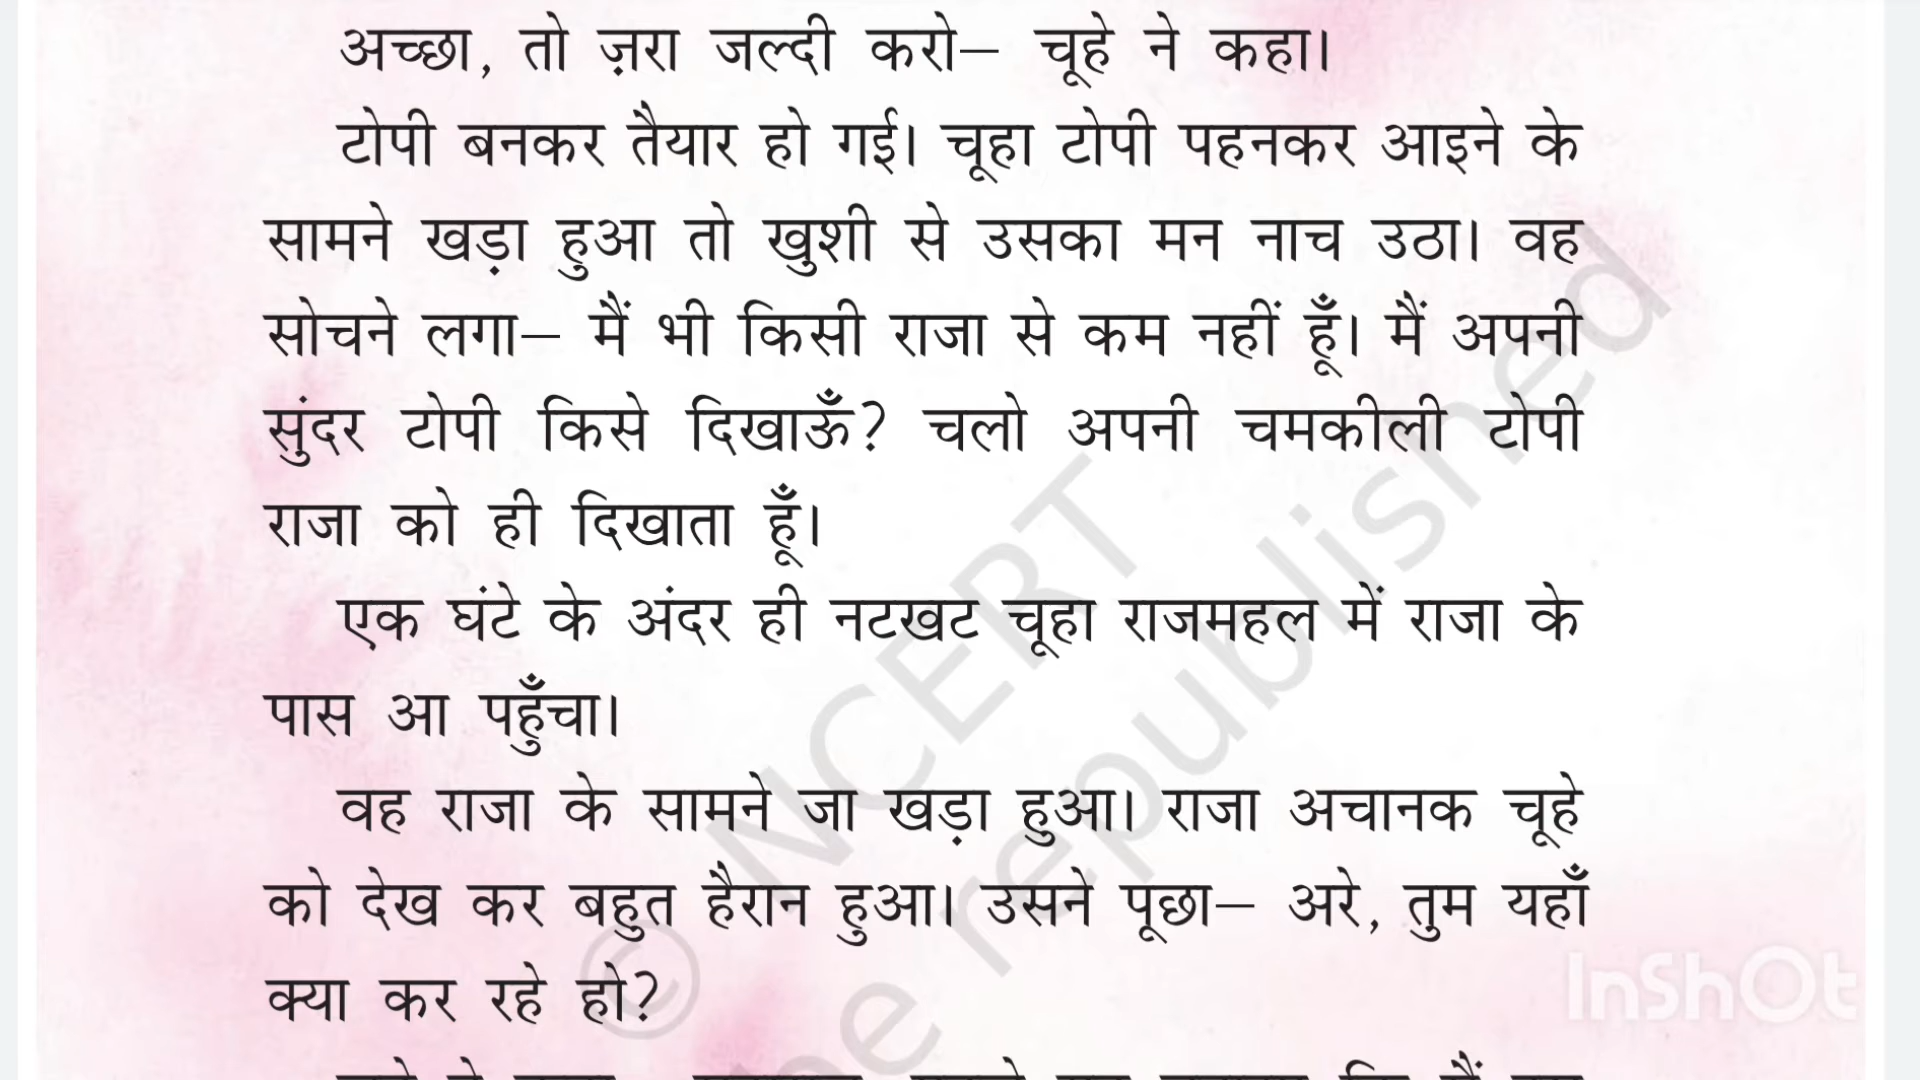 अच्छा, तो ज़रा जल्दी करो– चूहे ने कहा।
टोपी बनकर तैयार हो गई। चूहा टोपी पहनकर आइने के
सामने खड़ा हुआ तो खुशी से उसका मन नाच उठा। वह
सोचने लगा– मैं भी किसी राजा से कम नहीं हूँ। मैं अपनी
सुंदर टोपी किसे दिखाऊँ? चलो अपनी चमकीली टोपी
राजा को ही दिखाता हूँ।
एक घंटे के अंदर ही नटखट चूहा राजमहल में राजा के
पास आ पहुँचा।
वह राजा के सामने जा खड़ा हुआ। राजा अचानक चूहे
को देख कर बहुत हैरान हुआ। उसने पूछा– अरे, तुम यहाँ
क्या कर रहे हो?
© NCERT
be republished
InShOt